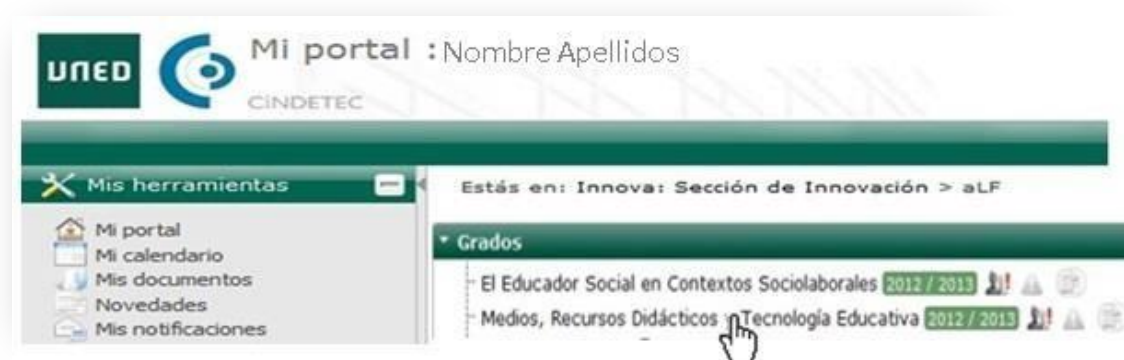 UNED
Mi portal : Nombre Apellidos
CiNDETEC
Mis herramientas
Estás en: Innova: Sección de Innovación > aLF
Mi portal
Mi calendario
Mis documentos
Novedades
Mis notificaciones
Grados
El Educador Social en Contextos Sociolaborales 2012 / 2013
Medios, Recursos Didácticos y Tecnología Educativa 2012 / 2013